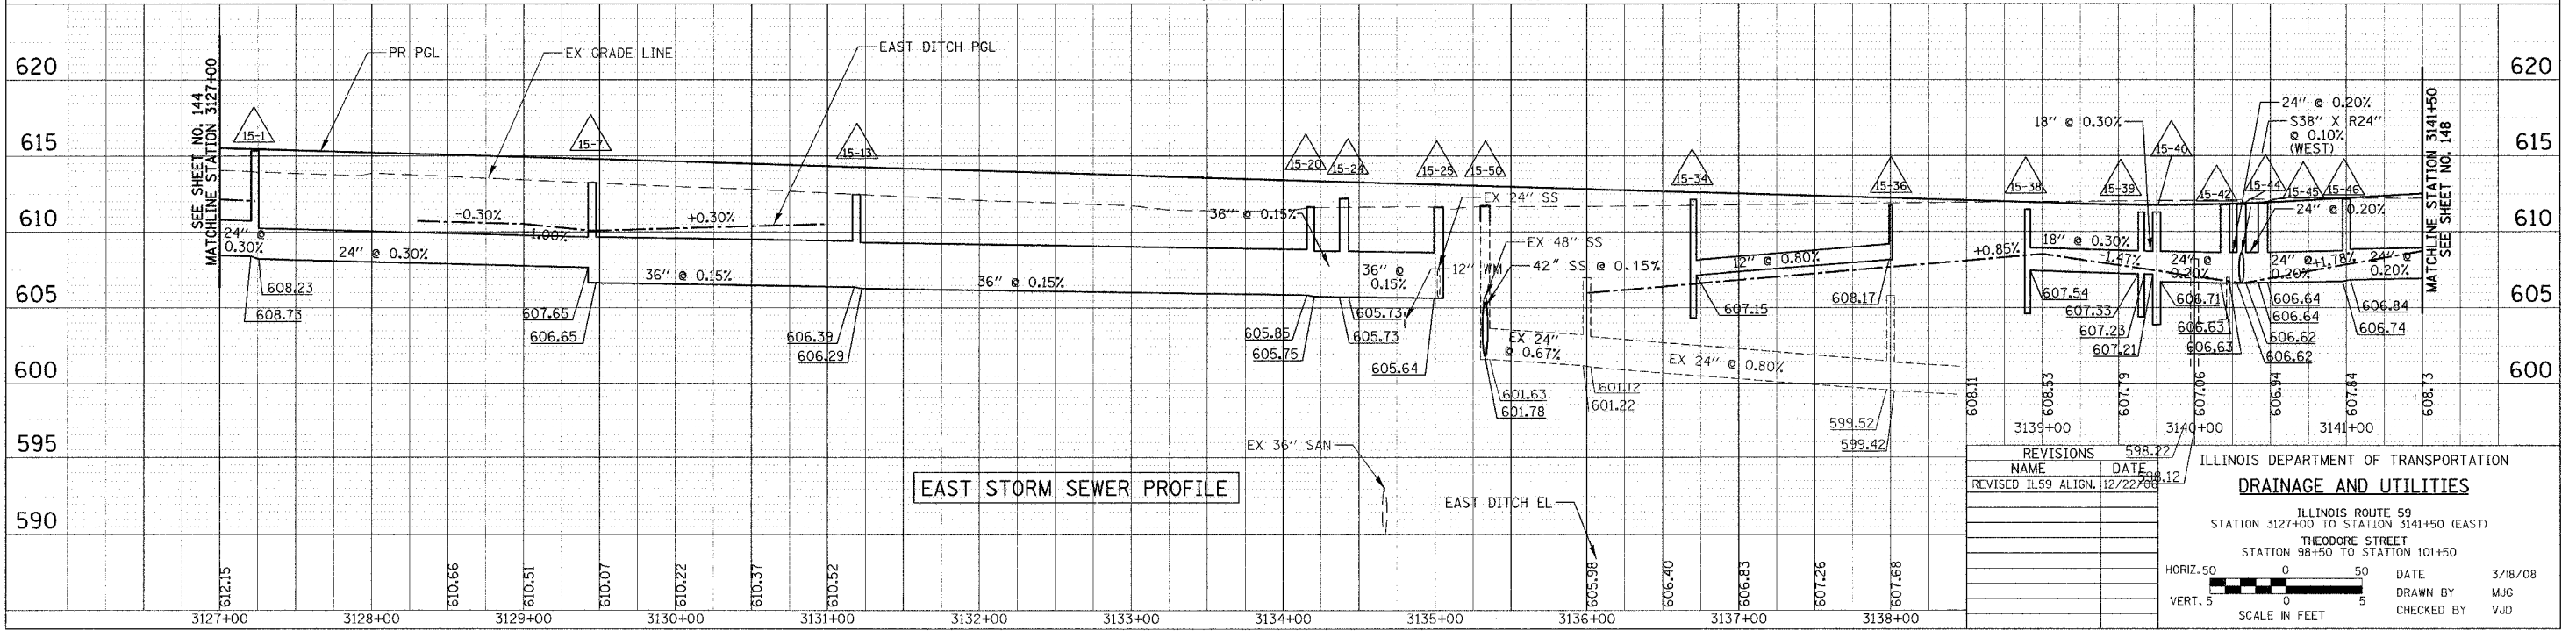 620
615
610
605
600
595
590
SEE SHEET NO. 144
MATCHLINE STATION 3127+00
PR PGL
EX GRADE LINE
EAST DITCH PGL
15-1
15-7
15-13
15-20
15-24
15-25
15-50
15-34
15-36
15-38
15-39
15-40
15-42
15-44
15-45
15-46
18" @ 0.30%
24" @ 0.20%
S38" X R24"
@ 0.10%
(WEST)
24" @ 0.20%
MATCHLINE STATION 3141+50
SEE SHEET NO. 148
620
615
610
605
600
24" @
0.30%
24" @ 0.30%
-0.30%
-1.00%
+0.30%
36" @ 0.15%
36" @ 0.15%
36" @ 0.15%
36" @
0.15%
12" WM
EX 24" SS
EX 48" SS
42" SS @ 0.15%
12" @ 0.80%
+0.85%
18" @ 0.30%
-1.47%
24" @
0.20%
24" @
0.20%
+1.78%
24" @
0.20%
608.23
608.73
607.65
606.65
606.39
606.29
605.85
605.75
605.73
605.73
605.64
607.15
608.17
607.54
607.33
607.23
607.21
606.71
606.63
606.63
606.64
606.64
606.62
606.62
606.84
606.74
EX 24"
@ 0.67%
EX 24" @ 0.80%
601.63
601.78
601.12
601.22
599.52
599.42
598.22
598.12
608.11
608.53
607.79
607.06
606.94
607.84
608.73
3139+00
3140+00
3141+00
EX 36" SAN
EAST STORM SEWER PROFILE
EAST DITCH EL
612.15
610.66
610.51
610.07
610.22
610.37
610.52
605.98
606.40
606.83
607.26
607.68
3127+00
3128+00
3129+00
3130+00
3131+00
3132+00
3133+00
3134+00
3135+00
3136+00
3137+00
3138+00
REVISIONS
NAME DATE
REVISED IL59 ALIGN.
ILLINOIS DEPARTMENT OF TRANSPORTATION
DRAINAGE AND UTILITIES
ILLINOIS ROUTE 59
STATION 3127+00 TO STATION 3141+50 (EAST)
THEODORE STREET
STATION 98+50 TO STATION 101+50
HORIZ. 50 0 50
VERT. 5 0 5
SCALE IN FEET
DATE 3/18/08
DRAWN BY MJG
CHECKED BY VJD